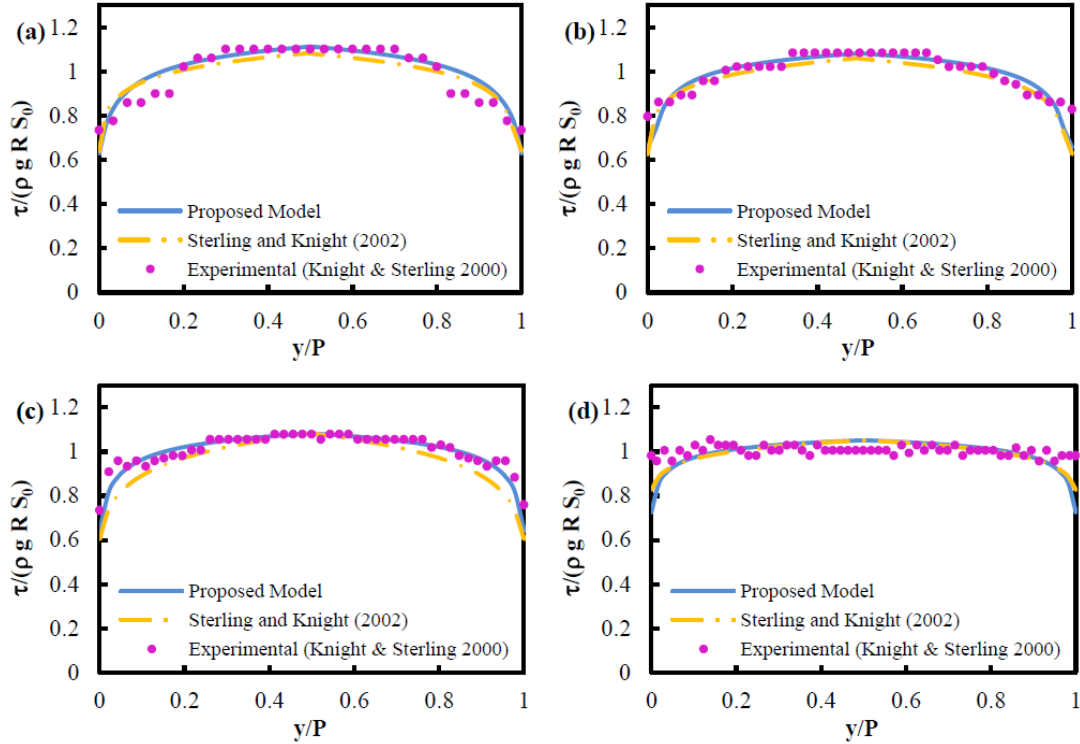 (a)
1.2
1
0.8
0.6
0.4
0.2
0
τ/(ρ g R S₀)
Proposed Model
Sterling and Knight (2002)
Experimental (Knight & Sterling 2000)
0 0.2 0.4 0.6 0.8 1
y/P
(b)
1.2
1
0.8
0.6
0.4
0.2
0
τ/(ρ g R S₀)
Proposed Model
Sterling and Knight (2002)
Experimental (Knight & Sterling 2000)
0 0.2 0.4 0.6 0.8 1
y/P
(c)
1.2
1
0.8
0.6
0.4
0.2
0
τ/(ρ g R S₀)
Proposed Model
Sterling and Knight (2002)
Experimental (Knight & Sterling 2000)
0 0.2 0.4 0.6 0.8 1
y/P
(d)
1.2
1
0.8
0.6
0.4
0.2
0
τ/(ρ g R S₀)
Proposed Model
Sterling and Knight (2002)
Experimental (Knight & Sterling 2000)
0 0.2 0.4 0.6 0.8 1
y/P